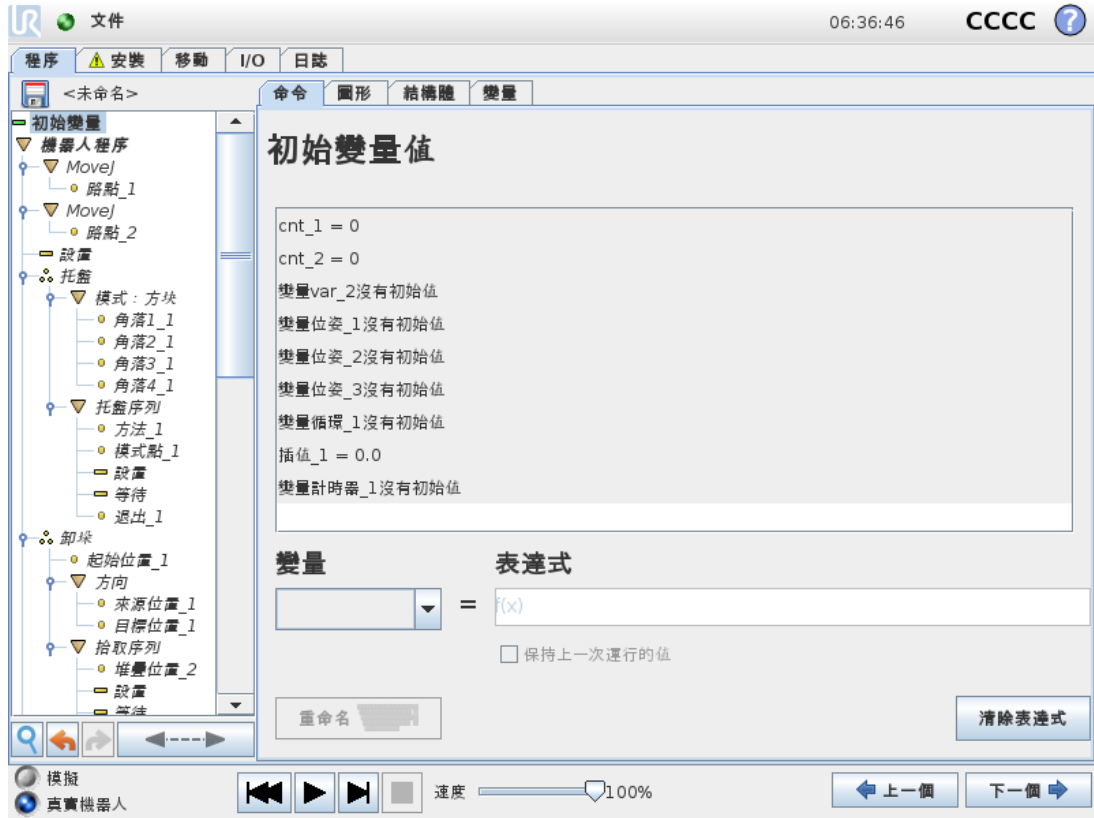 UR 文件 06:36:46 CCCC ?
程序 安裝 移動 I/O 日誌
<未命名>
命令 圖形 結構體 變量
初始變量
機器人程序
MoveJ
路點_1
MoveJ
路點_2
設置
托盤
模式：方块
角落1_1
角落2_1
角落3_1
角落4_1
托盤序列
方法_1
模式點_1
設置
等待
退出_1
卸垛
起始位置_1
方向
來源位置_1
目標位置_1
拾取序列
堆疊位置_2
設置
等待
初始變量值
cnt_1 = 0
cnt_2 = 0
變量var_2沒有初始值
變量位姿_1沒有初始值
變量位姿_2沒有初始值
變量位姿_3沒有初始值
變量循環_1沒有初始值
插值_1 = 0.0
變量計時器_1沒有初始值
變量 表達式
= f(x)
保持上一次運行的值
重命名
清除表達式
模擬
真實機器人
速度 100%
上一個 下一個